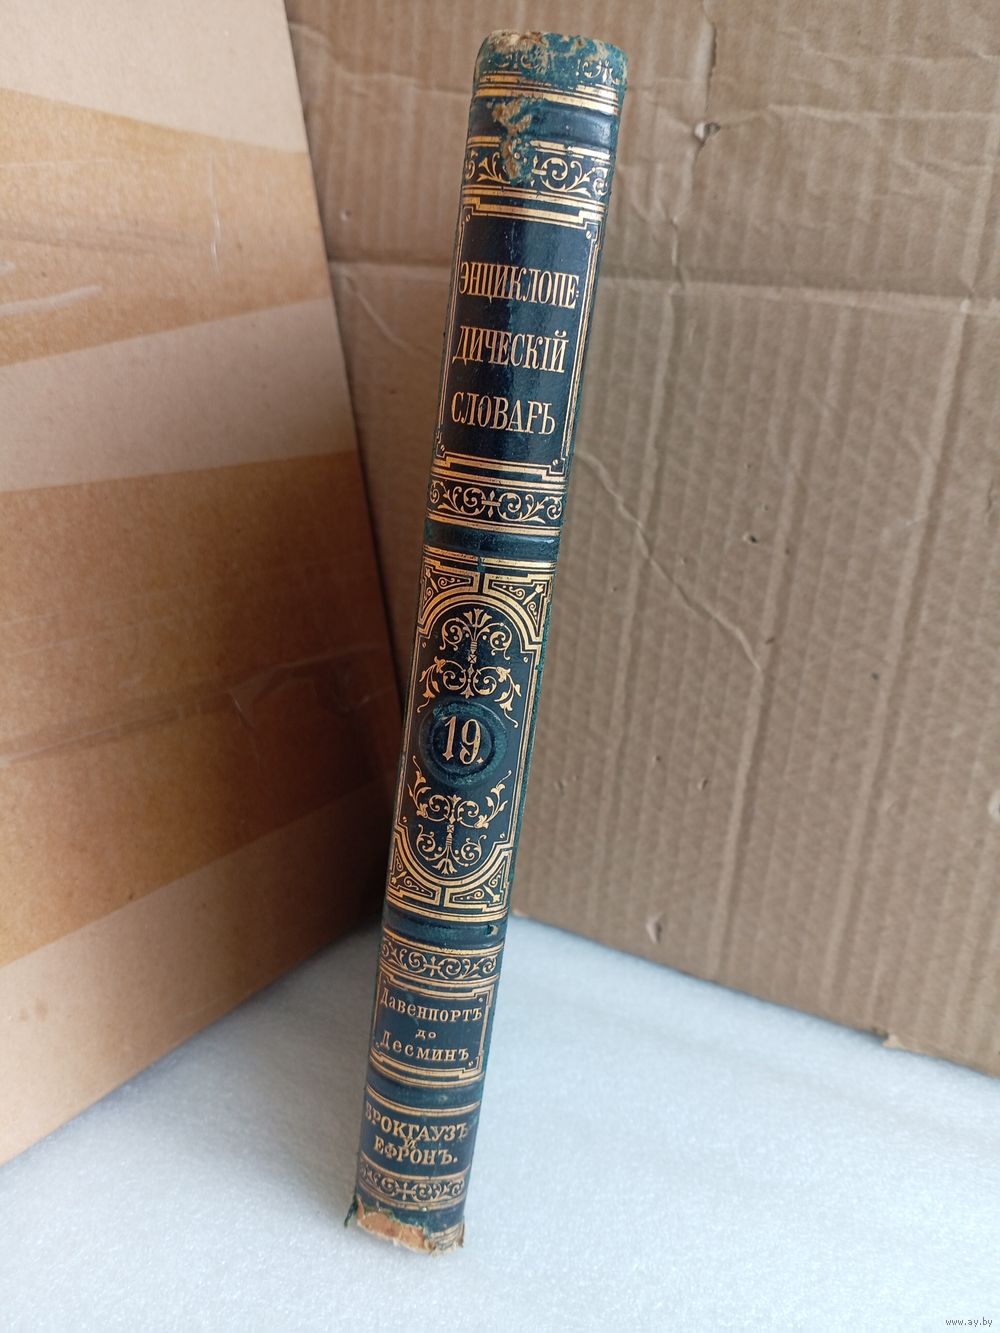 ЭНЦИКЛОПЕ-
ДИЧЕСКІЙ
СЛОВАРЬ
19.
Давенпортъ
до
Десминъ
БРОКГАУЗЪ
И
ЕФРОНЪ.
www.ay.by